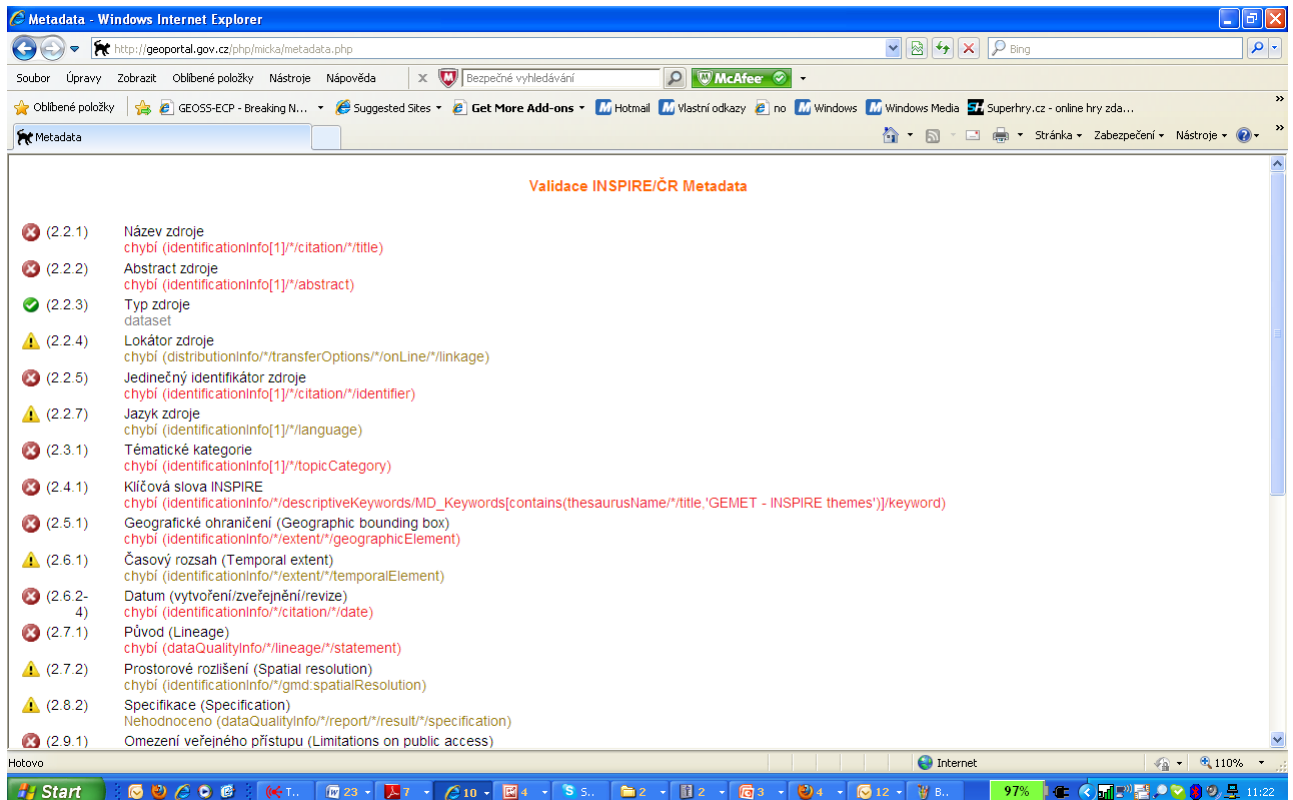 Metadata - Windows Internet Explorer
http://geoportal.gov.cz/php/micka/metadata.php
Bing
Soubor Úpravy Zobrazit Oblíbené položky Nástroje Nápověda
x Bezpečné vyhledávání McAfee
Oblíbené položky GEOSS-ECP - Breaking N... Suggested Sites Get More Add-ons Hotmail Vlastní odkazy no Windows Windows Media Superhry.cz - online hry zda... »
Metadata Stránka Zabezpečení Nástroje »
Validace INSPIRE/ČR Metadata
(2.2.1) Název zdroje
chybí (identificationInfo[1]/*/citation/*/title)
(2.2.2) Abstract zdroje
chybí (identificationInfo[1]/*/abstract)
(2.2.3) Typ zdroje
dataset
(2.2.4) Lokátor zdroje
chybí (distributionInfo/*/transferOptions/*/onLine/*/linkage)
(2.2.5) Jedinečný identifikátor zdroje
chybí (identificationInfo[1]/*/citation/*/identifier)
(2.2.7) Jazyk zdroje
chybí (identificationInfo[1]/*/language)
(2.3.1) Tématické kategorie
chybí (identificationInfo[1]/*/topicCategory)
(2.4.1) Klíčová slova INSPIRE
chybí (identificationInfo/*/descriptiveKeywords/MD_Keywords[contains(thesaurusName/*/title,'GEMET - INSPIRE themes')]/keyword)
(2.5.1) Geografické ohraničení (Geographic bounding box)
chybí (identificationInfo/*/extent/*/geographicElement)
(2.6.1) Časový rozsah (Temporal extent)
chybí (identificationInfo/*/extent/*/temporalElement)
(2.6.2- Datum (vytvoření/zveřejnění/revize)
4) chybí (identificationInfo/*/citation/*/date)
(2.7.1) Původ (Lineage)
chybí (dataQualityInfo/*/lineage/*/statement)
(2.7.2) Prostorové rozlišení (Spatial resolution)
chybí (identificationInfo/*/gmd:spatialResolution)
(2.8.2) Specifikace (Specification)
Nehodnoceno (dataQualityInfo/*/report/*/result/*/specification)
(2.9.1) Omezení veřejného přístupu (Limitations on public access)
Hotovo Internet 110%
Start T.. 23 7 10 4 S.. 2 2 3 4 12 B.. 97% 11:22